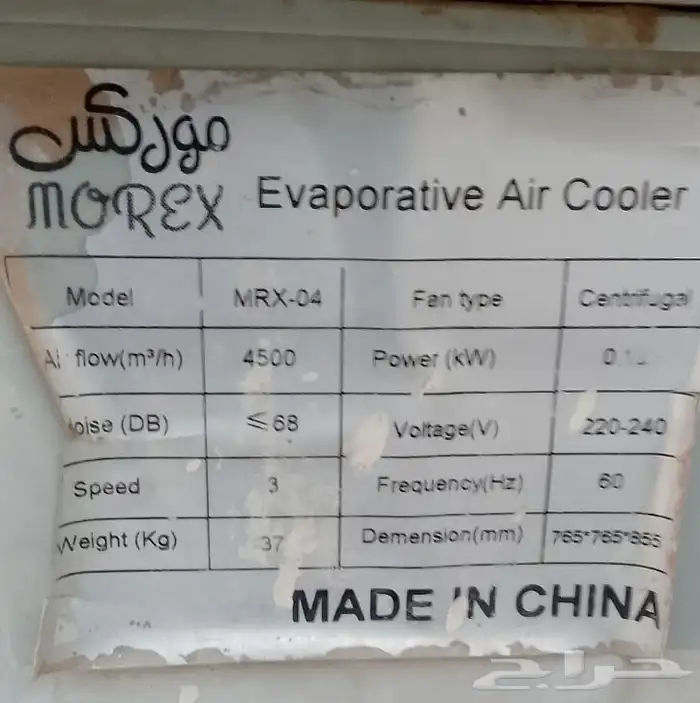 موركس
MOREX Evaporative Air Cooler
Model MRX-04 Fan type Centrifugal
flow(m³/h) 4500 Power (kW)
(DB) ≤68 Voltage(V) 220-240
Speed 3 Frequency(Hz) 60
Weight (Kg) 37 Demension(mm) 765*765*855
MADE IN CHINA
حراج